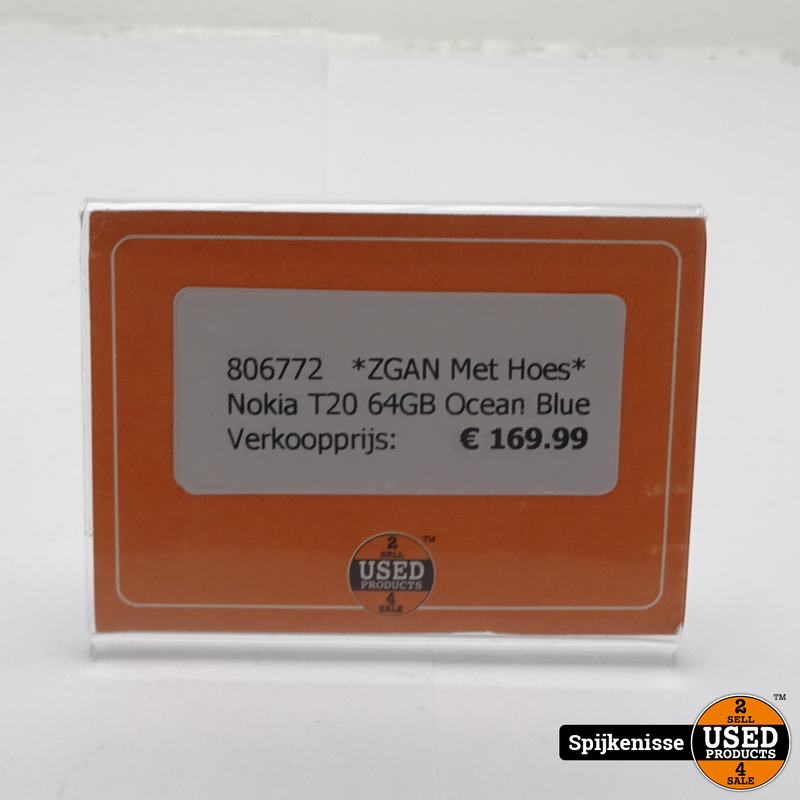 806772 *ZGAN Met Hoes*
Nokia T20 64GB Ocean Blue
Verkoopprijs: € 169.99
2 ™
SELL
USED
PRODUCTS
4
SALE
™
2
SELL
Spijkenisse USED
PRODUCTS
4
SALE